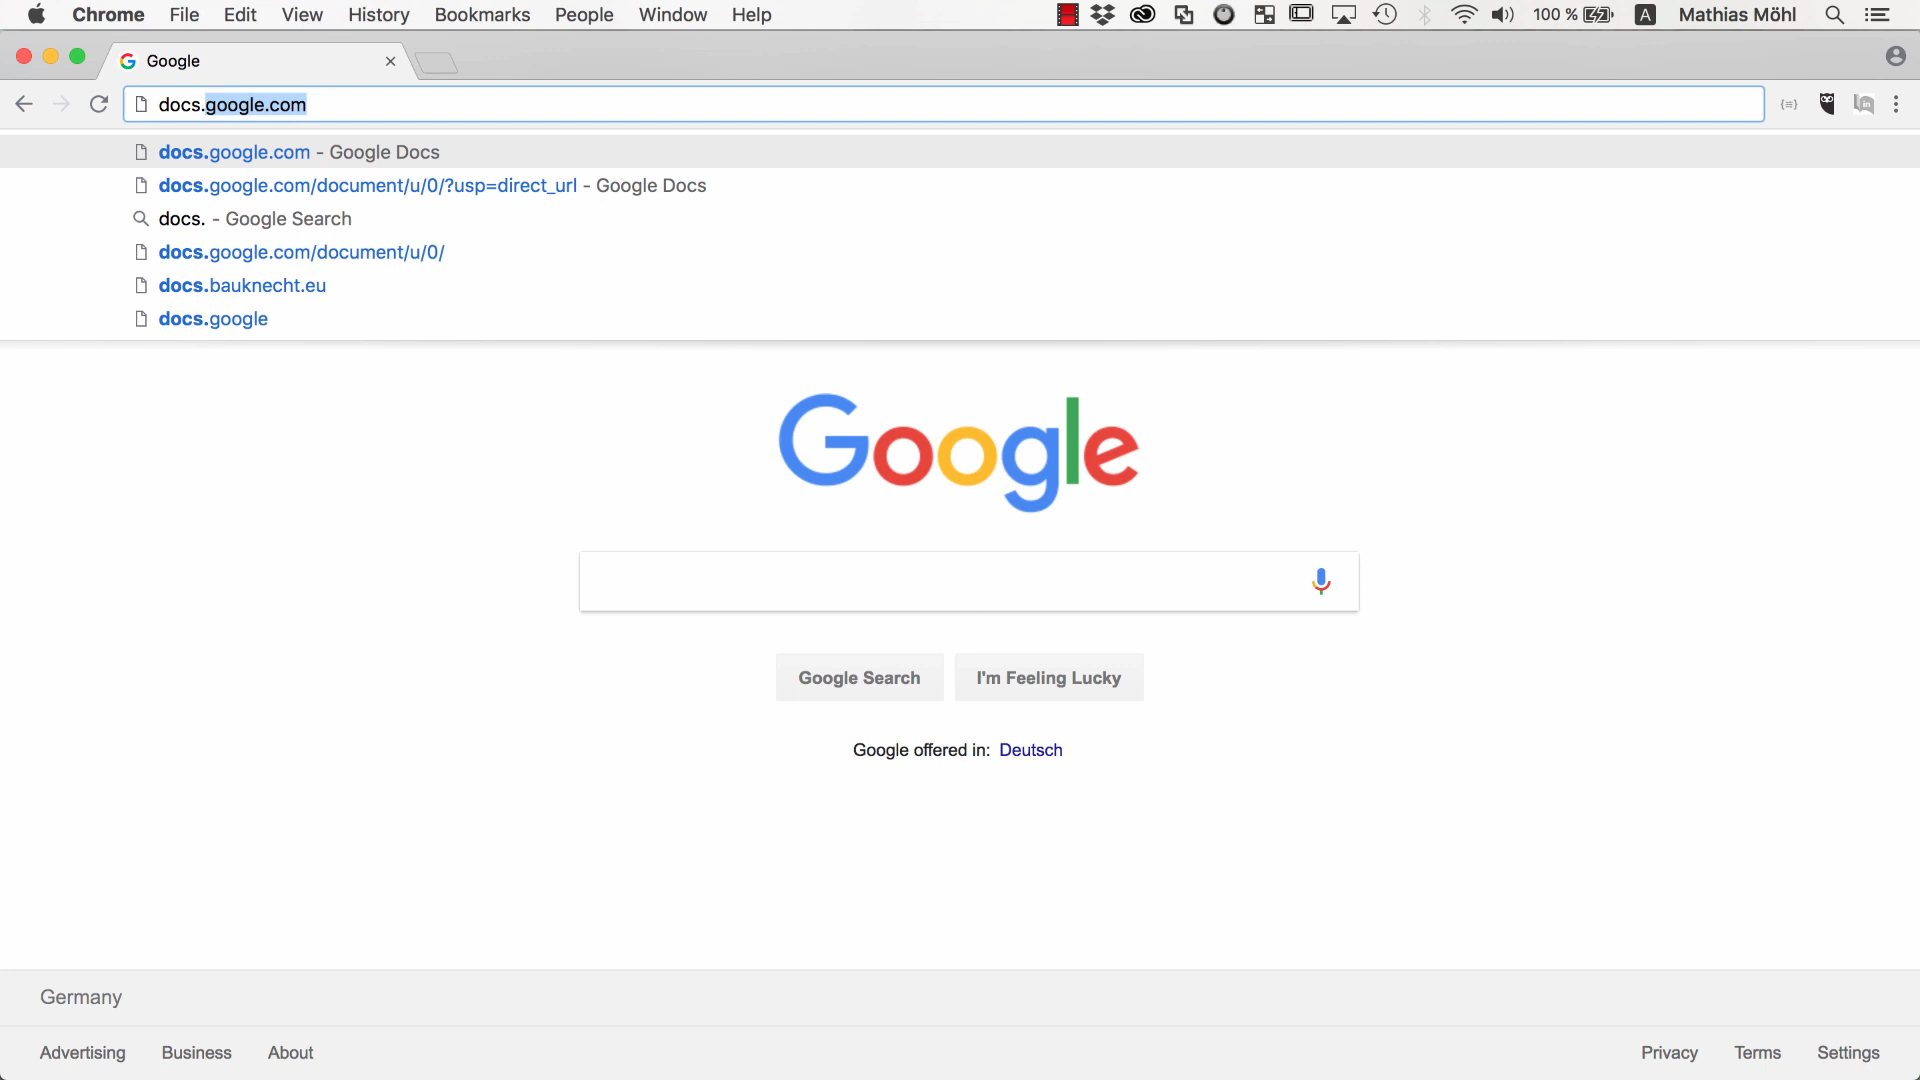 Chrome File Edit View History Bookmarks People Window Help 100 % A Mathias Möhl
Google
docs.google.com
docs.google.com - Google Docs
docs.google.com/document/u/0/?usp=direct_url - Google Docs
docs. - Google Search
docs.google.com/document/u/0/
docs.bauknecht.eu
docs.google
Google
Google Search I'm Feeling Lucky
Google offered in: Deutsch
Germany
Advertising Business About Privacy Terms Settings